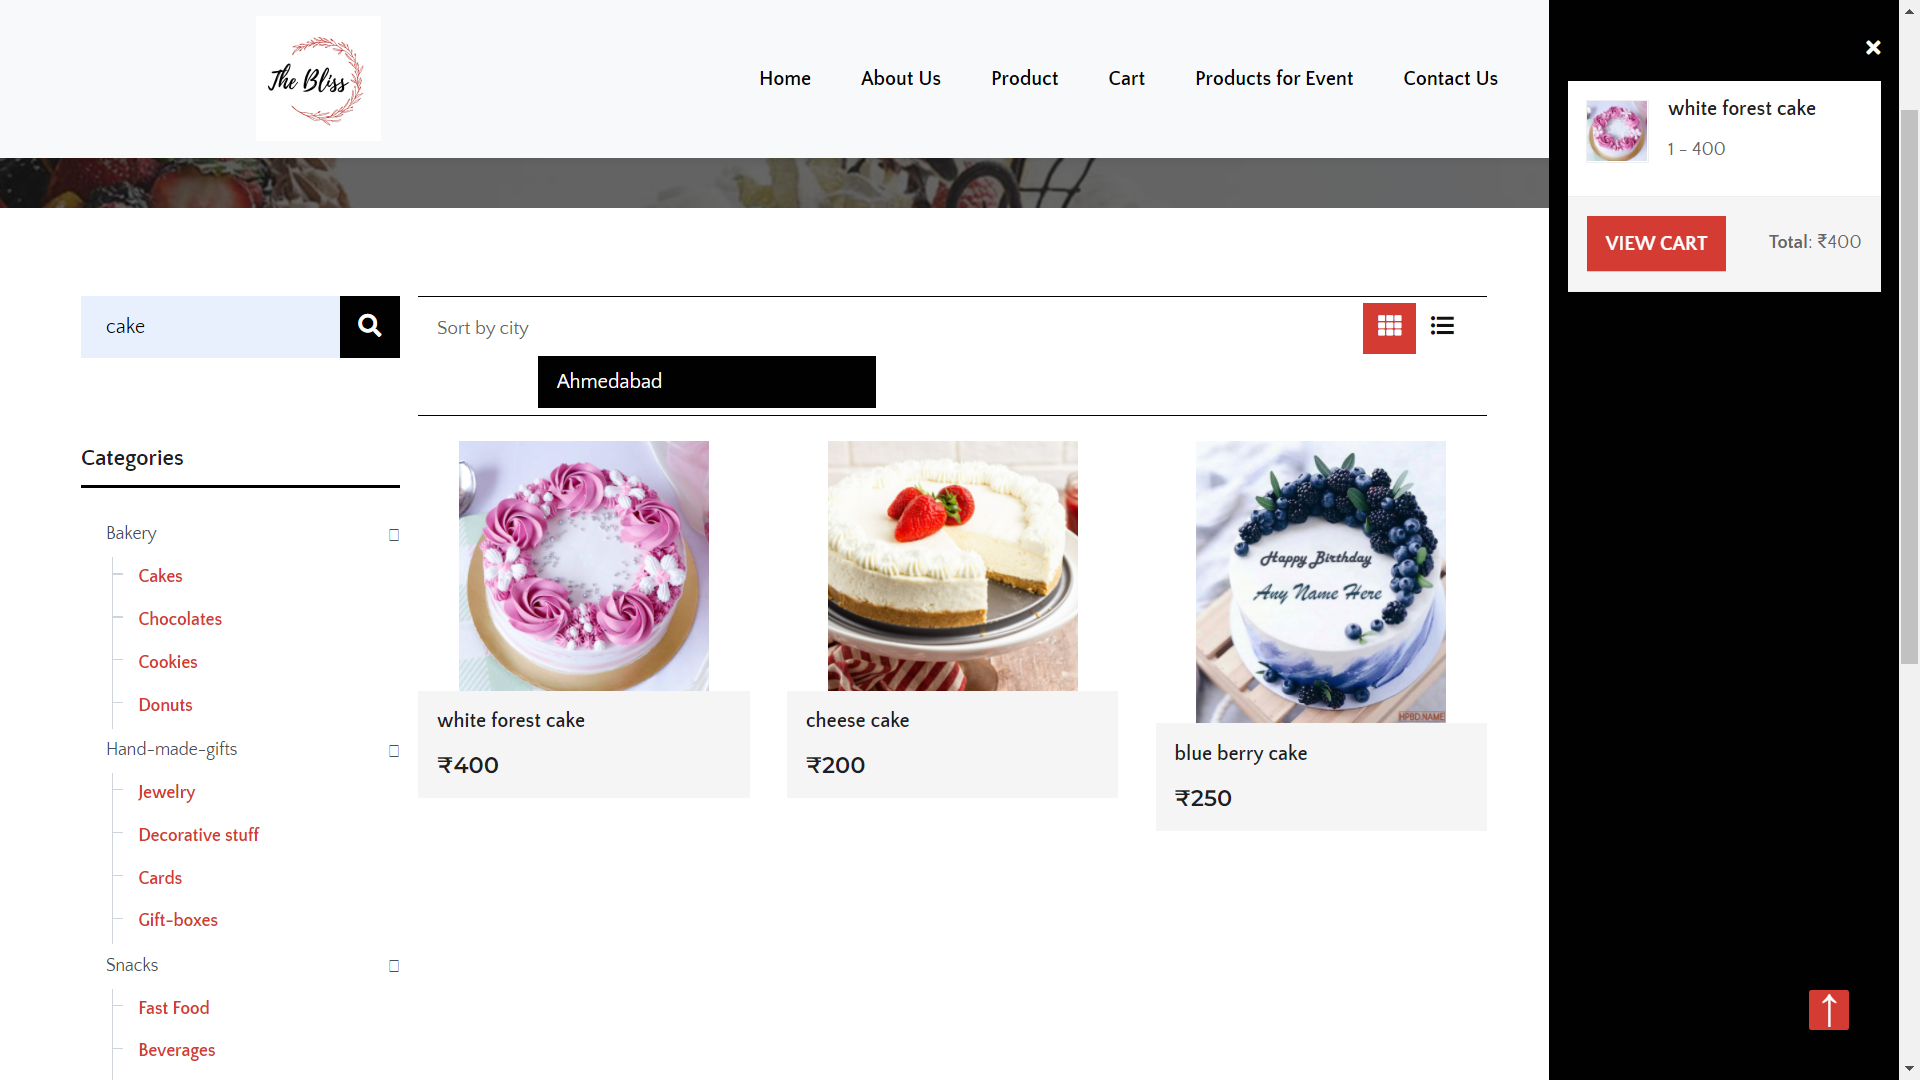 The Bliss
Home
About Us
Product
Cart
Products for Event
Contact Us
white forest cake
1 - 400
VIEW CART
Total: ₹400
cake
Sort by city
Ahmedabad
Categories
Bakery
Cakes
Chocolates
Cookies
Donuts
Hand-made-gifts
Jewelry
Decorative stuff
Cards
Gift-boxes
Snacks
Fast Food
Beverages
white forest cake
₹400
cheese cake
₹200
Happy Birthday
Any Name Here
HPBD.NAME
blue berry cake
₹250